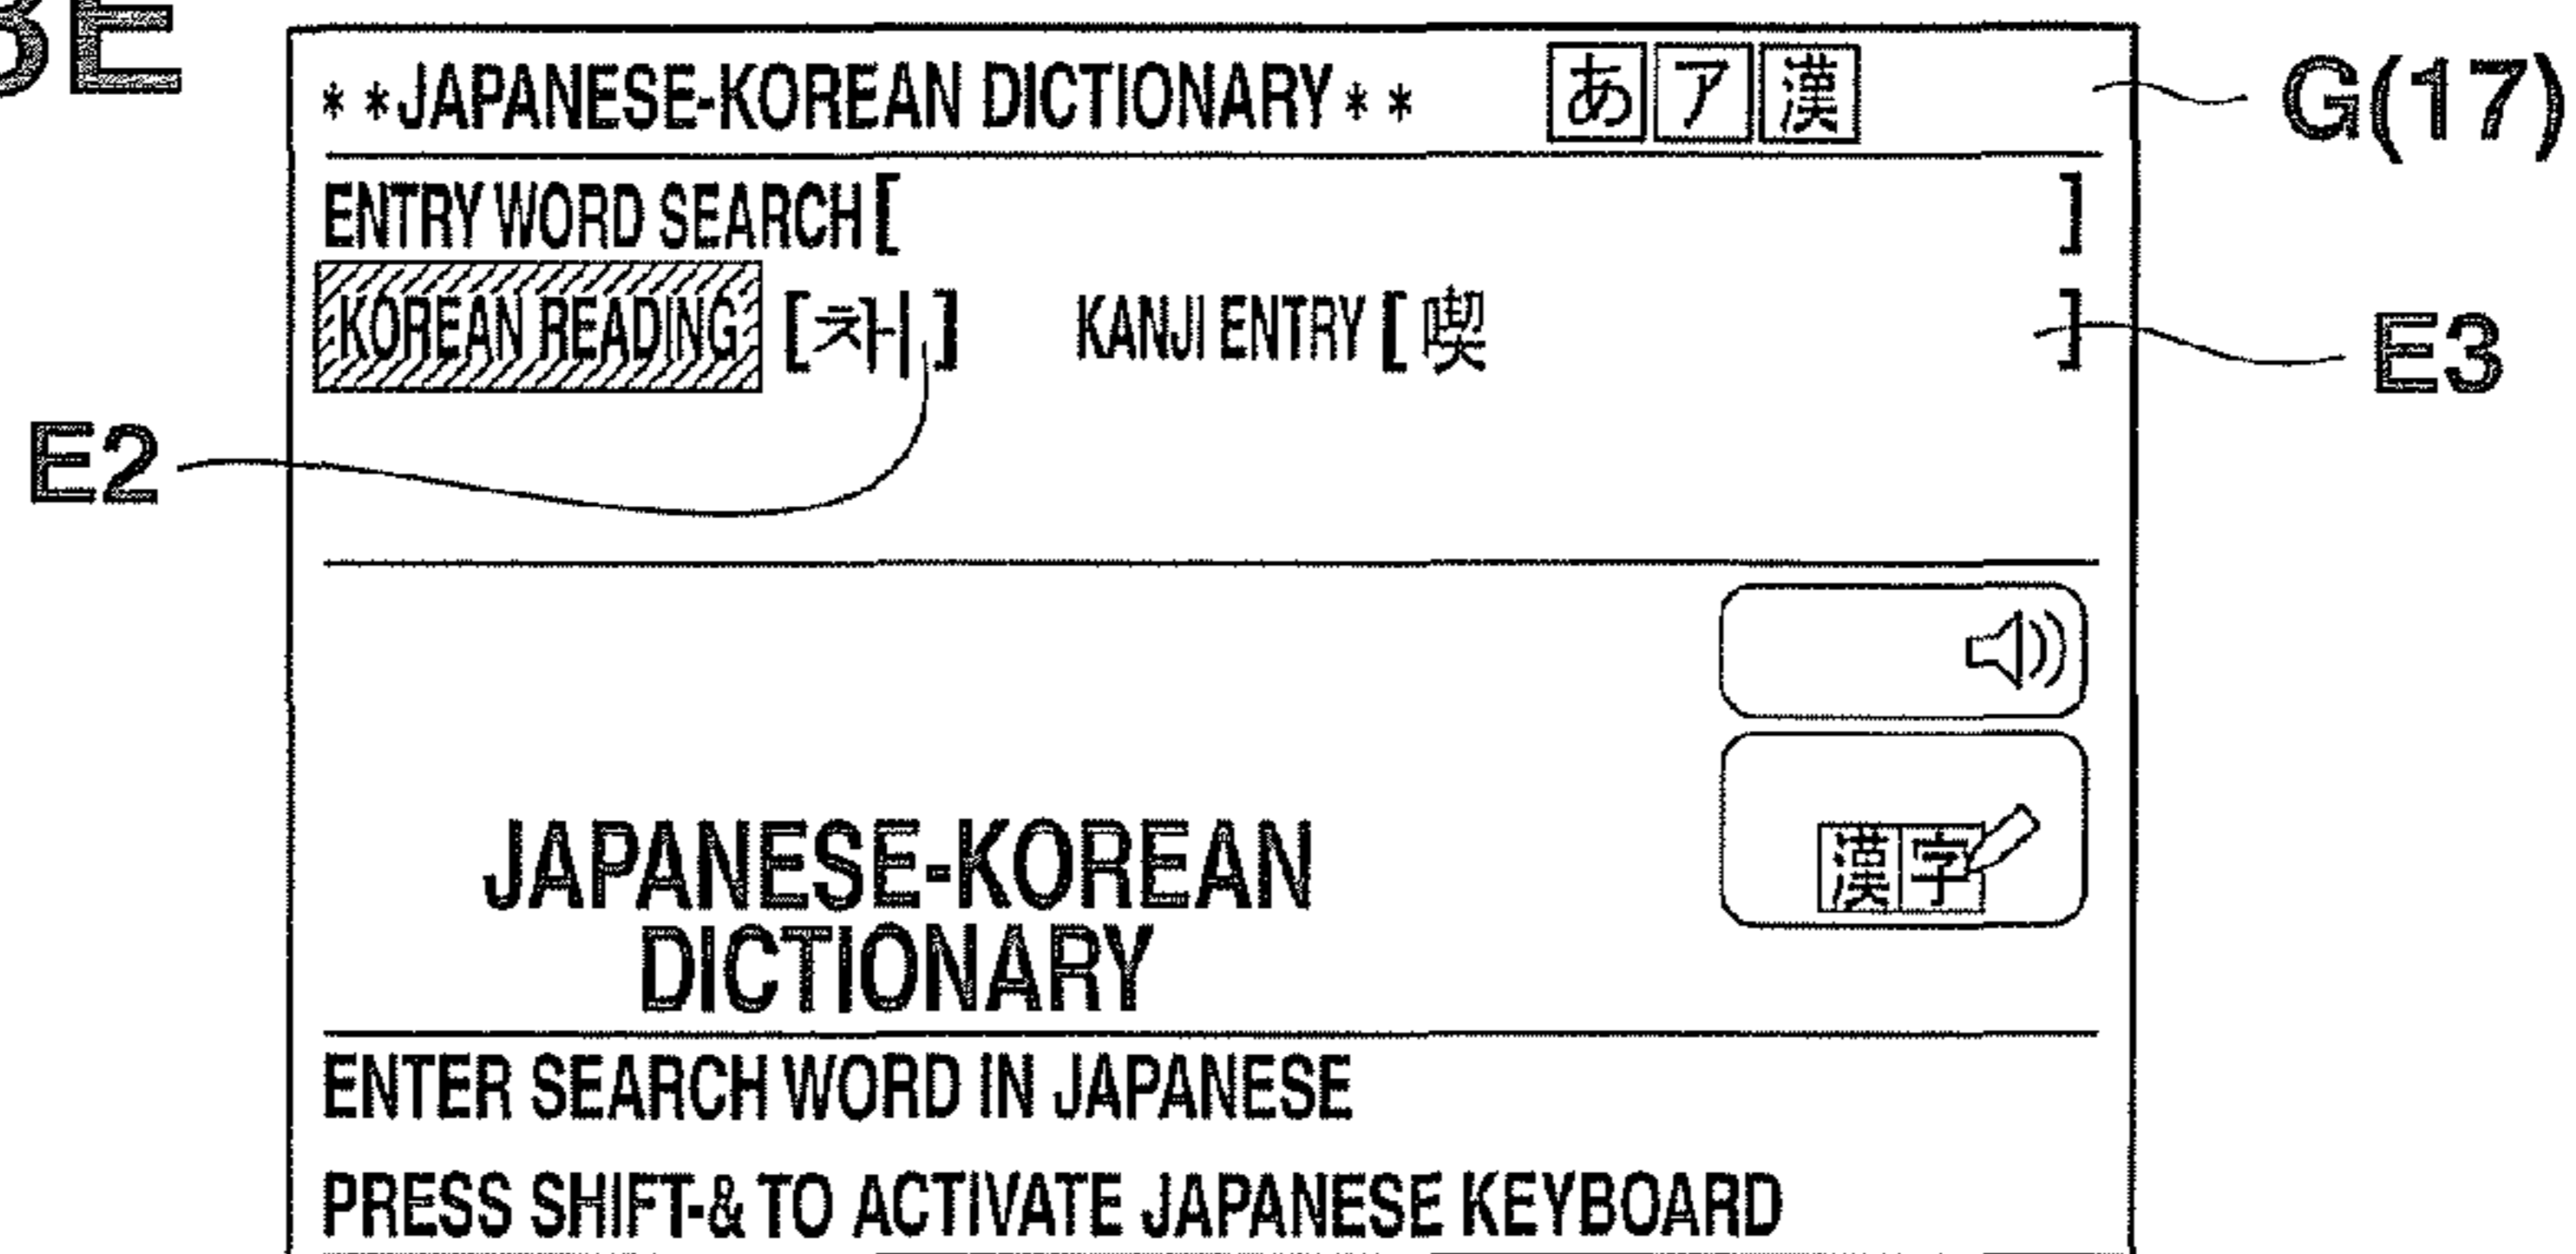 3E
**JAPANESE-KOREAN DICTIONARY** あ ア 漢 G(17)
ENTRY WORD SEARCH[ ]
KOREAN READING [차|] KANJI ENTRY [喫 ] E3
E2
漢字
JAPANESE-KOREAN
DICTIONARY
ENTER SEARCH WORD IN JAPANESE
PRESS SHIFT-& TO ACTIVATE JAPANESE KEYBOARD